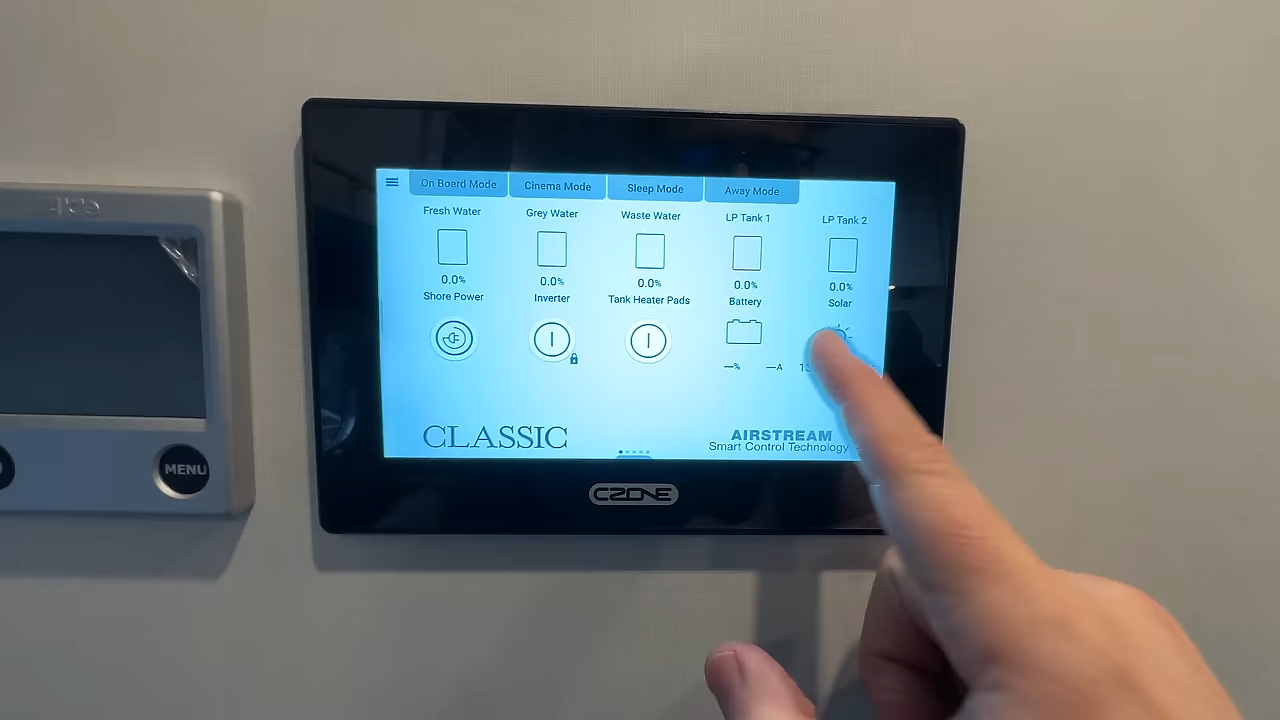 On Board Mode Cinema Mode Sleep Mode Away Mode
Fresh Water Grey Water Waste Water LP Tank 1 LP Tank 2
0.0% 0.0% 0.0% 0.0% 0.0%
Shore Power Inverter Tank Heater Pads Battery Solar
--% --A
CLASSIC
AIRSTREAM
Smart Control Technology
CZONE
MENU